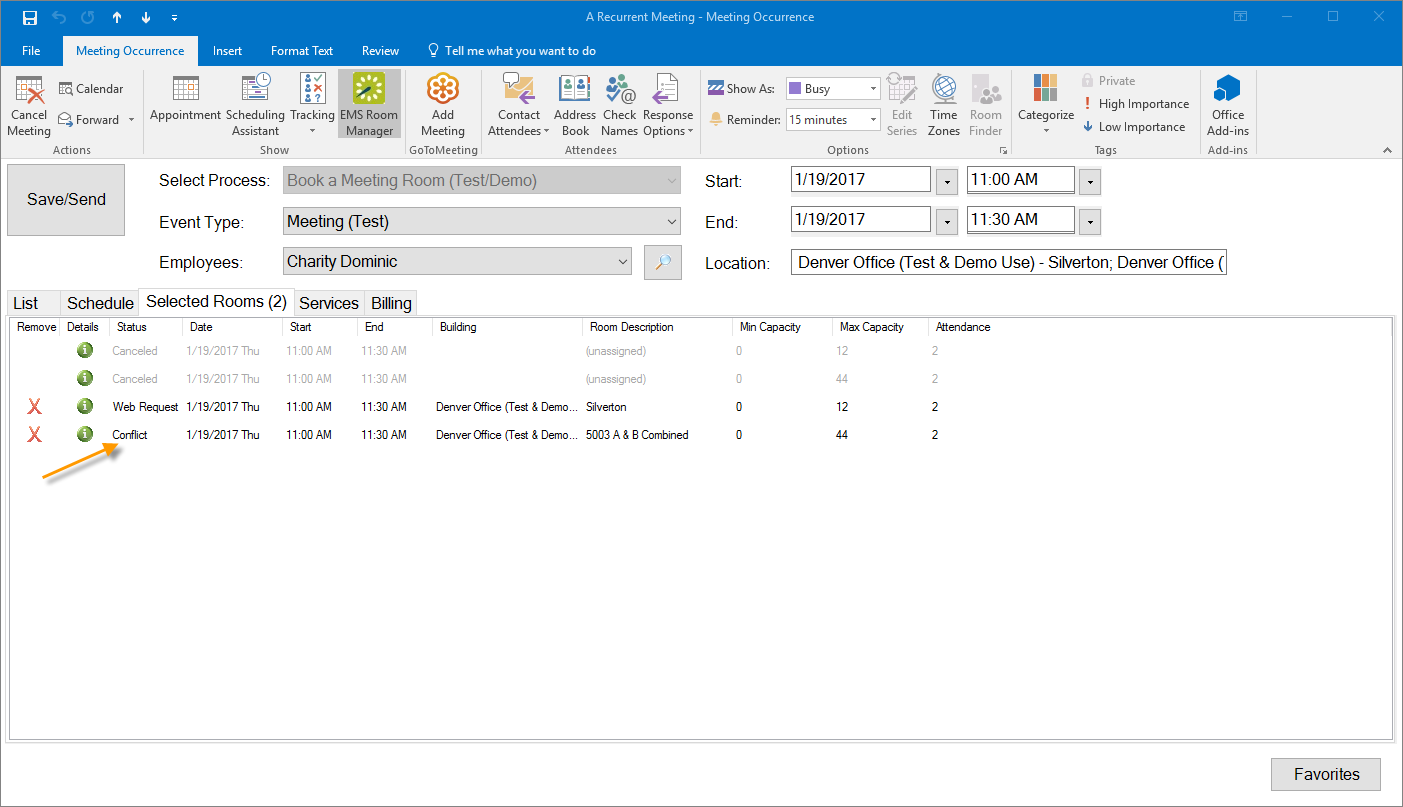 A Recurrent Meeting - Meeting Occurrence
File Meeting Occurrence Insert Format Text Review Tell me what you want to do
Cancel Meeting
Calendar
Forward
Actions
Appointment
Scheduling Assistant
Tracking
EMS Room Manager
Show
Add Meeting
GoToMeeting
Contact Attendees
Address Book
Check Names
Response Options
Attendees
Show As: Busy
Reminder: 15 minutes
Edit Series
Time Zones
Room Finder
Options
Categorize
Private
High Importance
Low Importance
Tags
Office Add-ins
Add-ins
Save/Send
Select Process: Book a Meeting Room (Test/Demo)
Event Type: Meeting (Test)
Employees: Charity Dominic
Start: 1/19/2017 11:00 AM
End: 1/19/2017 11:30 AM
Location: Denver Office (Test & Demo Use) - Silverton; Denver Office (
List Schedule Selected Rooms (2) Services Billing
Remove Details Status Date Start End Building Room Description Min Capacity Max Capacity Attendance
Canceled 1/19/2017 Thu 11:00 AM 11:30 AM (unassigned) 0 12 2
Canceled 1/19/2017 Thu 11:00 AM 11:30 AM (unassigned) 0 44 2
Web Request 1/19/2017 Thu 11:00 AM 11:30 AM Denver Office (Test & Demo... Silverton 0 12 2
Conflict 1/19/2017 Thu 11:00 AM 11:30 AM Denver Office (Test & Demo... 5003 A & B Combined 0 44 2
Favorites